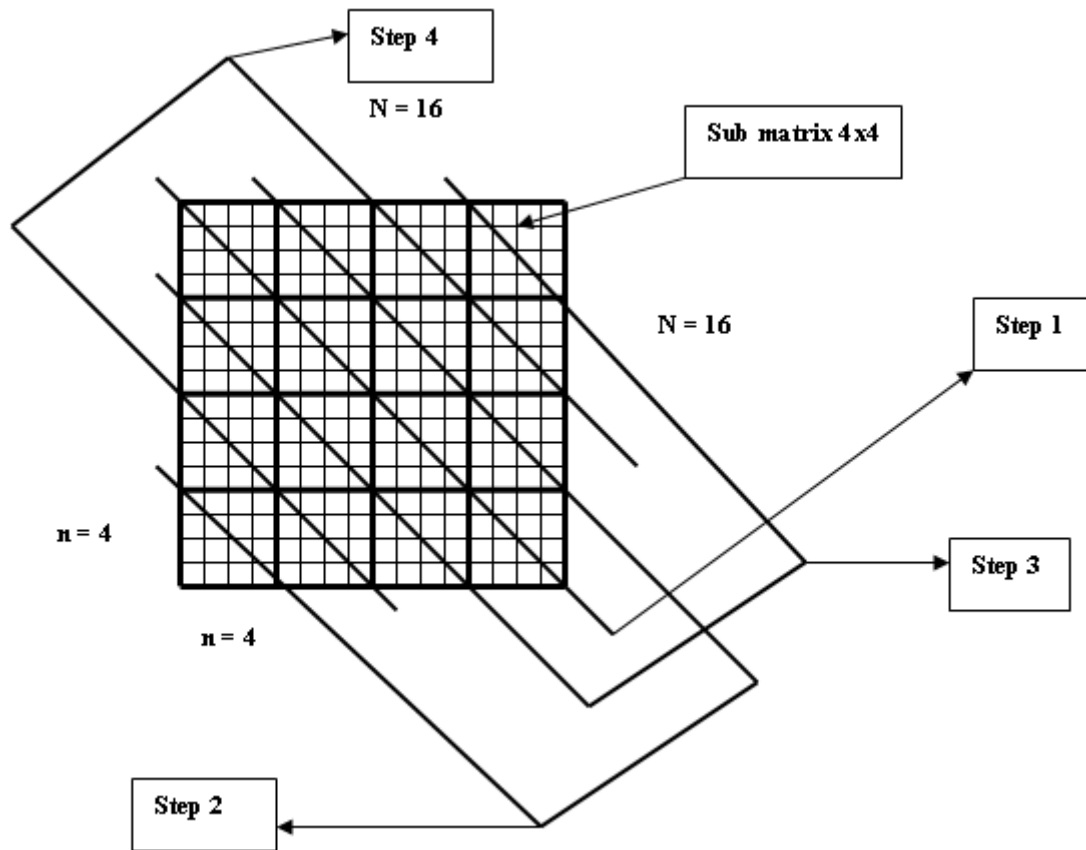 Step 4
N = 16
Sub matrix 4x4
Step 1
N = 16
n = 4
Step 3
n = 4
Step 2